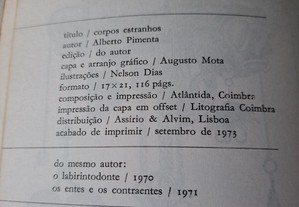 título / corpos estranhos
autor / Alberto Pimenta
edição / do autor
capa e arranjo gráfico / Augusto Mota
ilustrações / Nelson Dias
formato / 17×21, 116 págs.
composição e impressão / Atlântida, Coimbra
impressão da capa em offset / Litografia Coimbra
distribuição / Assírio & Alvim, Lisboa
acabado de imprimir / setembro de 1973
do mesmo autor:
o labirintodonte / 1970
os entes e os contraentes / 1971